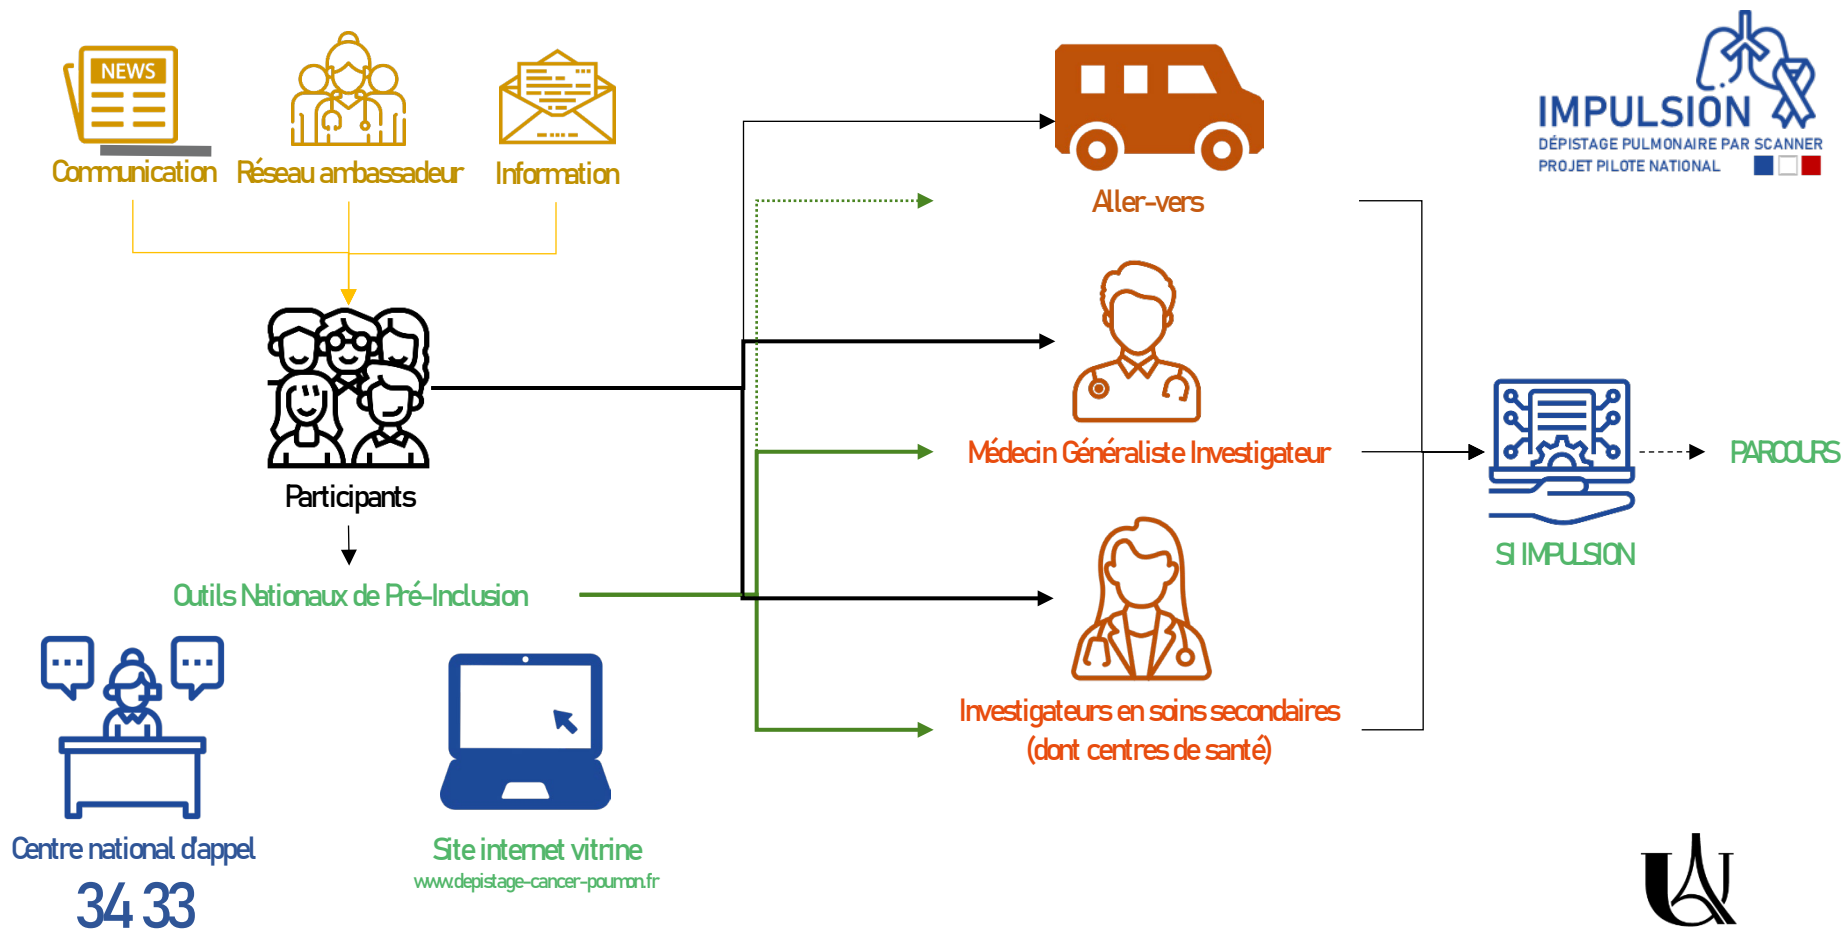 NEWS
Communication
Réseau ambassadeur
Information
IMPULSION
DÉPISTAGE PULMONAIRE PAR SCANNER
PROJET PILOTE NATIONAL
Aller-vers
Participants
Médecin Généraliste Investigateur
PARCOURS
SI IMPULSION
Outils Nationaux de Pré-Inclusion
Investigateurs en soins secondaires
(dont centres de santé)
Centre national d'appel
34 33
Site internet vitrine
www.depistage-cancer-poumon.fr
U